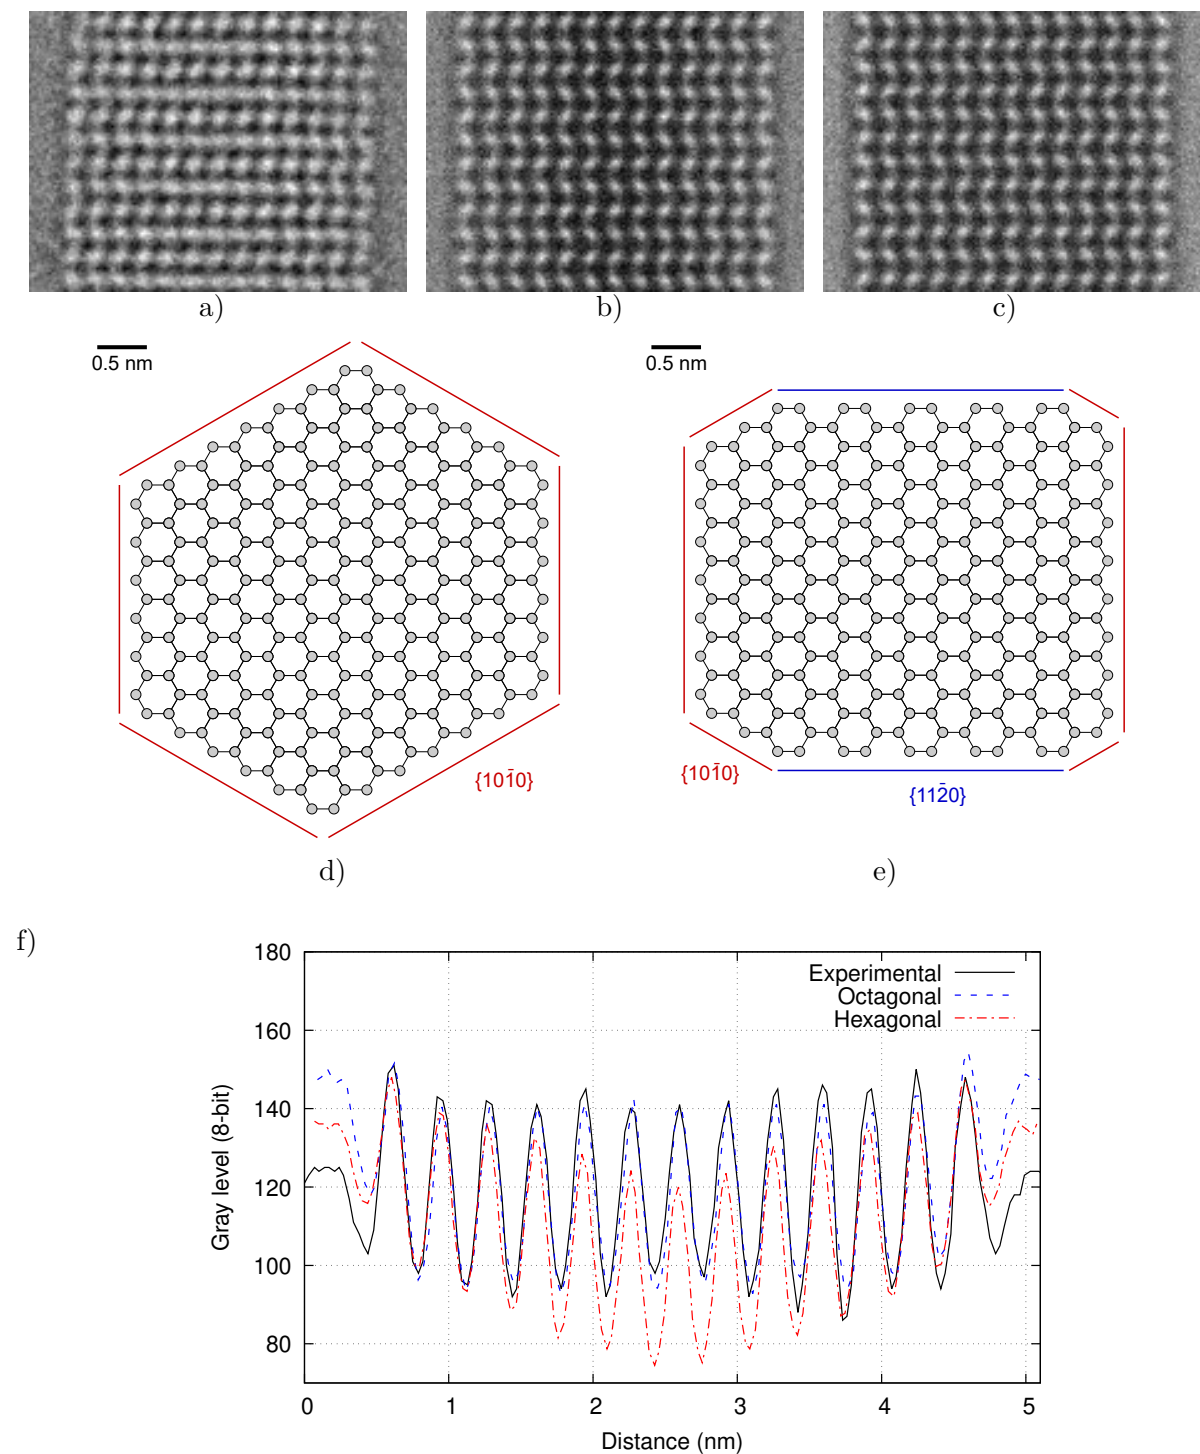 a)
b)
c)
0.5 nm
0.5 nm
{101̄0}
{101̄0}
{112̄0}
d)
e)
f)
180
160
140
120
100
80
Gray level (8-bit)
Experimental
Octagonal
Hexagonal
0
1
2
3
4
5
Distance (nm)